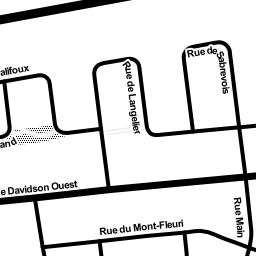 alifoux
Rue de Langelier
Rue de Sabrevois
and
e Davidson Ouest
Rue du Mont-Fleuri
Rue Main